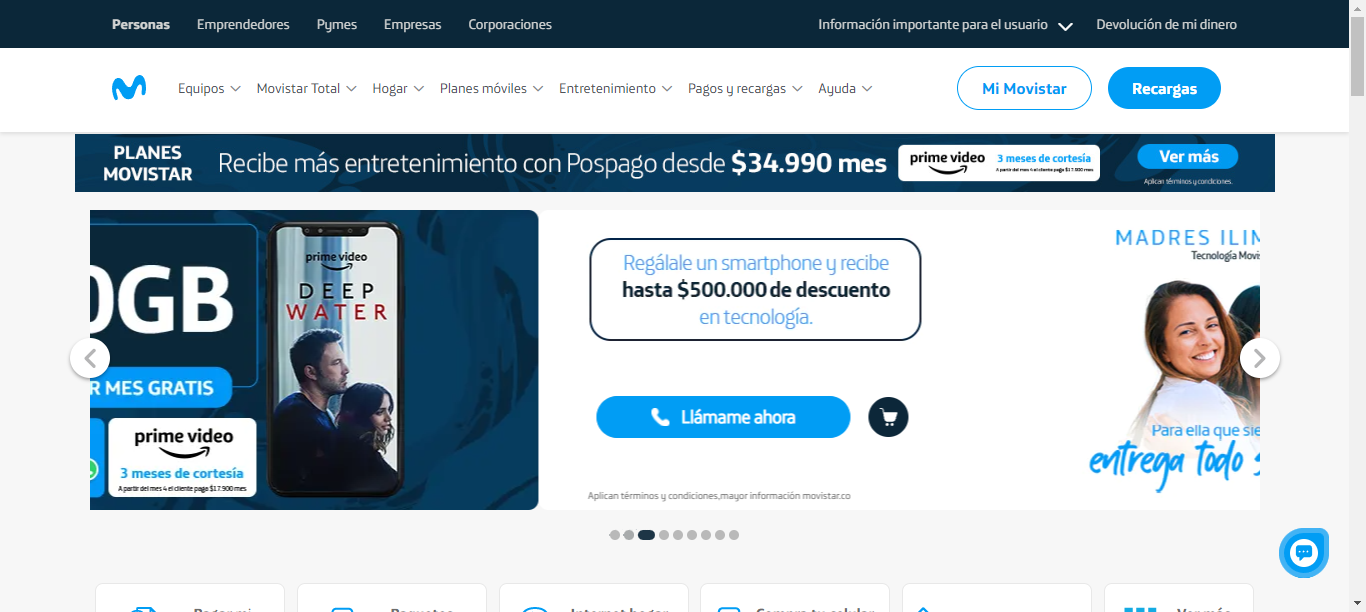 Personas Emprendedores Pymes Empresas Corporaciones Información importante para el usuario Devolución de mi dinero
Equipos Movistar Total Hogar Planes móviles Entretenimiento Pagos y recargas Ayuda Mi Movistar Recargas
PLANES
MOVISTAR
Recibe más entretenimiento con Pospago desde $34.990 mes
prime video
3 meses de cortesía
A partir del mes 4 el cliente paga $17.900 mes
Ver más
Aplican términos y condiciones.
0GB
R MES GRATIS
prime video
3 meses de cortesía
A partir del mes 4 el cliente paga $17.900 mes
prime video
DEEP
WATER
Regálale un smartphone y recibe
hasta $500.000 de descuento
en tecnología.
Llámame ahora
Aplican términos y condiciones,mayor información movistar.co
MADRES ILIM
Tecnología Movis
Para ella que sie
entrega todo